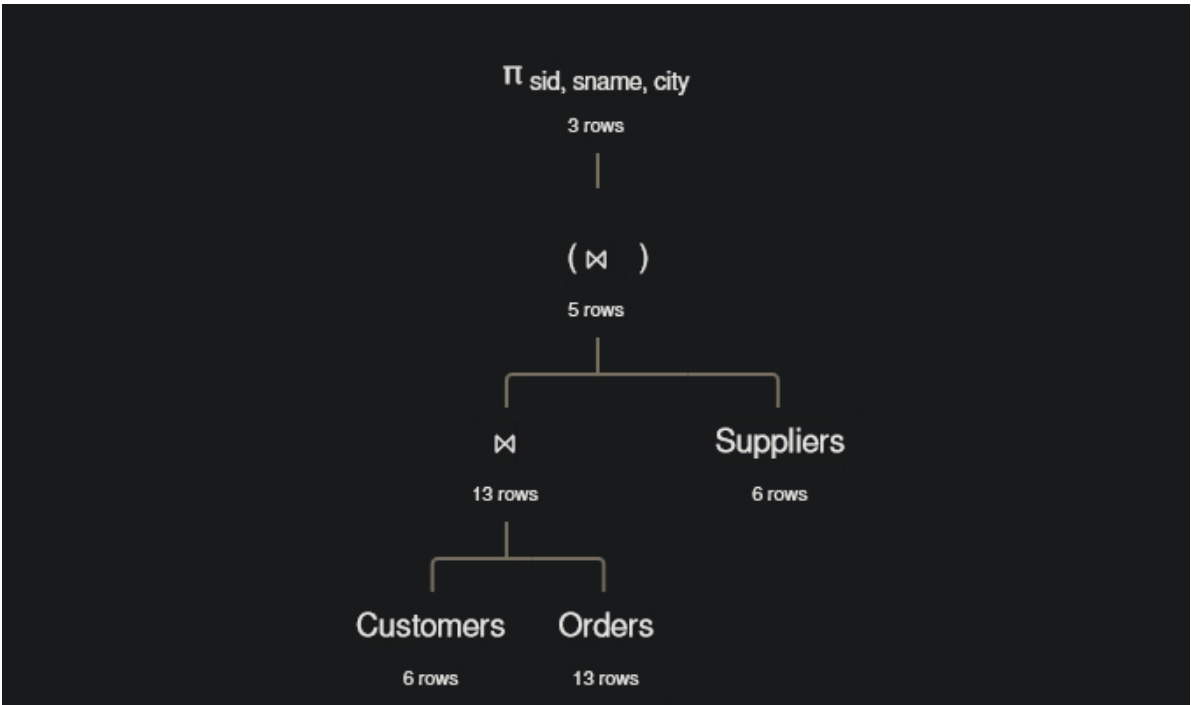 π sid, sname, city
3 rows
( ⋈ )
5 rows
⋈ Suppliers
13 rows 6 rows
Customers Orders
6 rows 13 rows